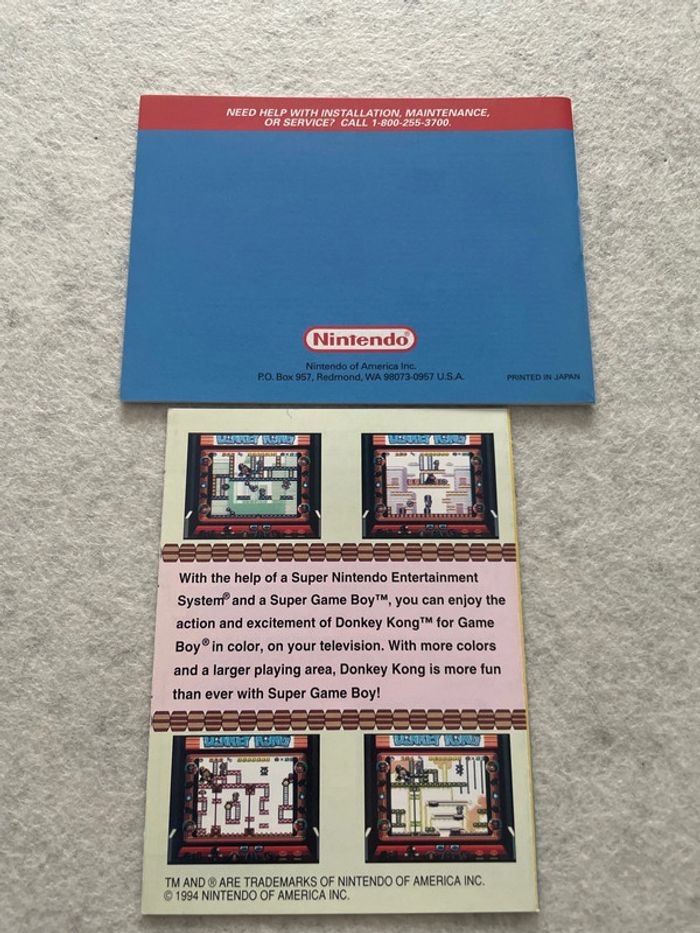 NEED HELP WITH INSTALLATION, MAINTENANCE,
OR SERVICE? CALL 1-800-255-3700.
Nintendo®
Nintendo of America Inc.
P.O. Box 957, Redmond, WA 98073-0957 U.S.A.
PRINTED IN JAPAN
DONKEY KONG
DONKEY KONG
With the help of a Super Nintendo Entertainment
System® and a Super Game Boy™, you can enjoy the
action and excitement of Donkey Kong™ for Game
Boy® in color, on your television. With more colors
and a larger playing area, Donkey Kong is more fun
than ever with Super Game Boy!
DONKEY KONG
DONKEY KONG
TM AND ® ARE TRADEMARKS OF NINTENDO OF AMERICA INC.
© 1994 NINTENDO OF AMERICA INC.